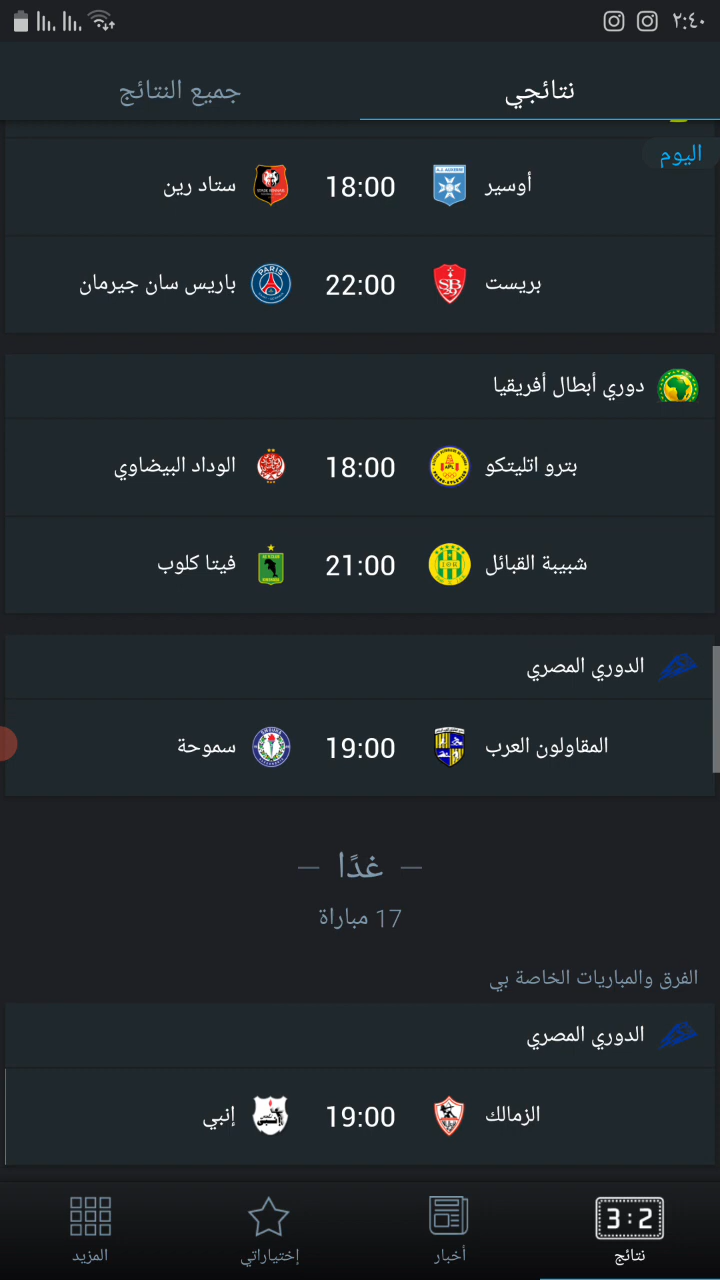 ٢:٤٠
نتائجي
جميع النتائج
اليوم
أوسير 18:00 ستاد رين
بريست 22:00 باريس سان جيرمان
دوري أبطال أفريقيا
بترو اتليتكو 18:00 الوداد البيضاوي
شبيبة القبائل 21:00 فيتا كلوب
الدوري المصري
المقاولون العرب 19:00 سموحة
— غدًا —
17 مباراة
الفرق والمباريات الخاصة بي
الدوري المصري
الزمالك 19:00 إنبي
3:2
نتائج
أخبار
إختياراتي
المزيد